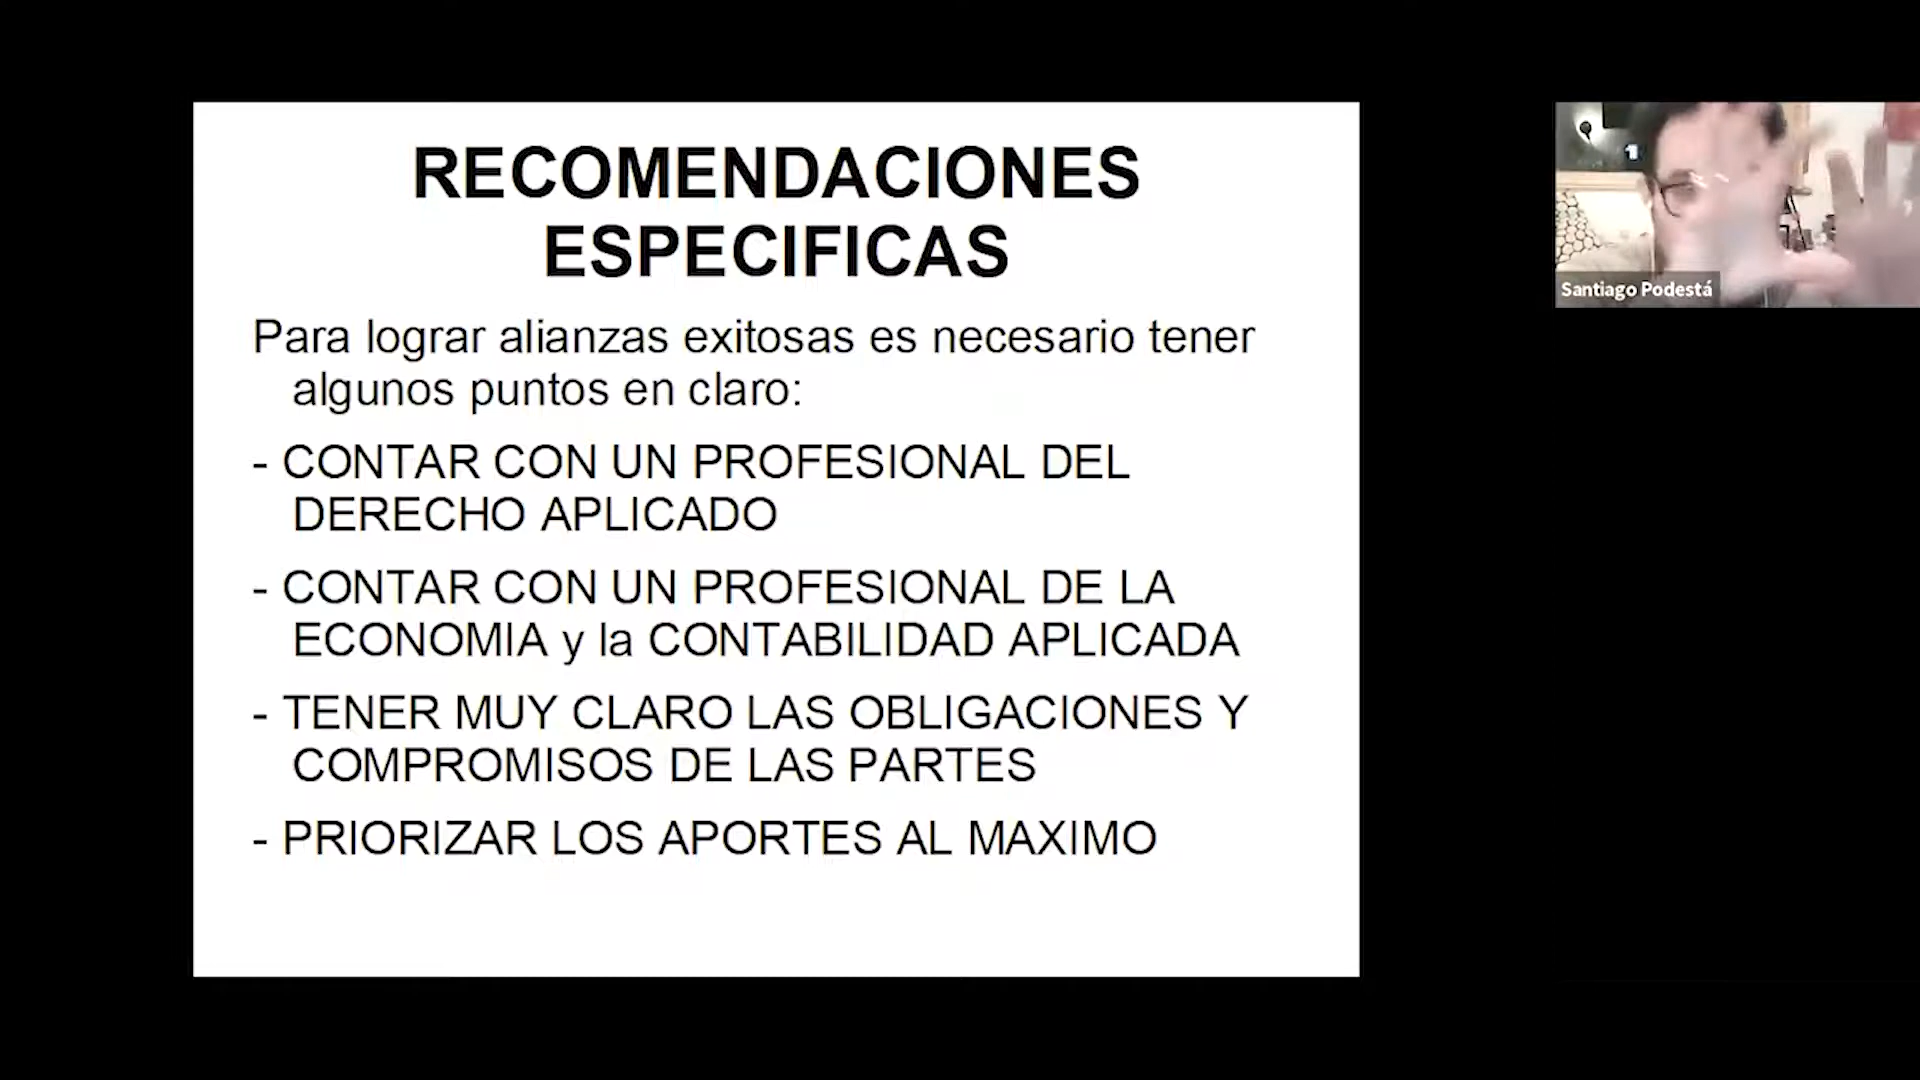 RECOMENDACIONES
ESPECIFICAS
Para lograr alianzas exitosas es necesario tener
algunos puntos en claro:
- CONTAR CON UN PROFESIONAL DEL
DERECHO APLICADO
- CONTAR CON UN PROFESIONAL DE LA
ECONOMIA y la CONTABILIDAD APLICADA
- TENER MUY CLARO LAS OBLIGACIONES Y
COMPROMISOS DE LAS PARTES
- PRIORIZAR LOS APORTES AL MAXIMO
Santiago Podestá